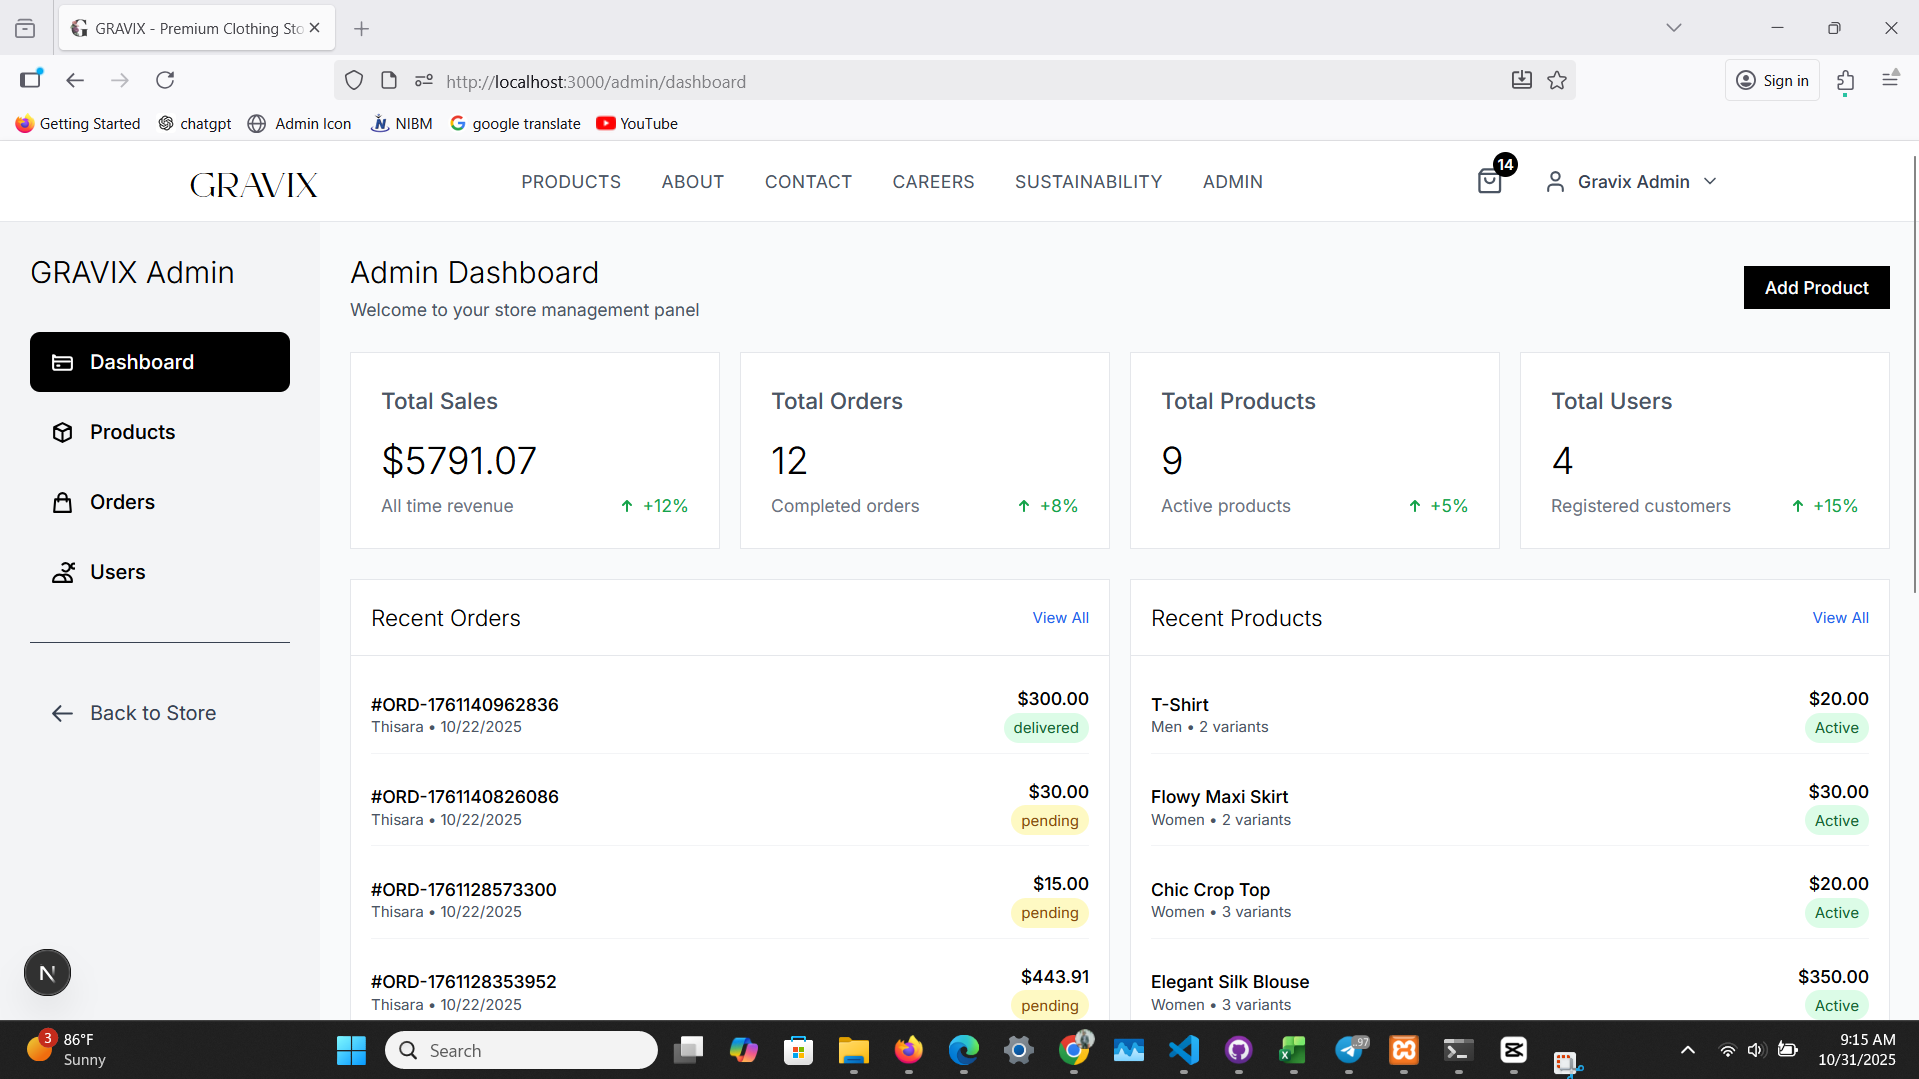 GRAVIX - Premium Clothing Sto
http://localhost:3000/admin/dashboard
Sign in
Getting Started
chatgpt
Admin Icon
NIBM
google translate
YouTube
GRAVIX
PRODUCTS
ABOUT
CONTACT
CAREERS
SUSTAINABILITY
ADMIN
14
Gravix Admin
GRAVIX Admin
Dashboard
Products
Orders
Users
Back to Store
N
Admin Dashboard
Welcome to your store management panel
Add Product
Total Sales
$5791.07
All time revenue
+12%
Total Orders
12
Completed orders
+8%
Total Products
9
Active products
+5%
Total Users
4
Registered customers
+15%
Recent Orders
View All
#ORD-1761140962836
$300.00
Thisara • 10/22/2025
delivered
#ORD-1761140826086
$30.00
Thisara • 10/22/2025
pending
#ORD-1761128573300
$15.00
Thisara • 10/22/2025
pending
#ORD-1761128353952
$443.91
Thisara • 10/22/2025
pending
Recent Products
View All
T-Shirt
$20.00
Men • 2 variants
Active
Flowy Maxi Skirt
$30.00
Women • 2 variants
Active
Chic Crop Top
$20.00
Women • 3 variants
Active
Elegant Silk Blouse
$350.00
Women • 3 variants
Active
3
86°F
Sunny
Search
97
9:15 AM
10/31/2025